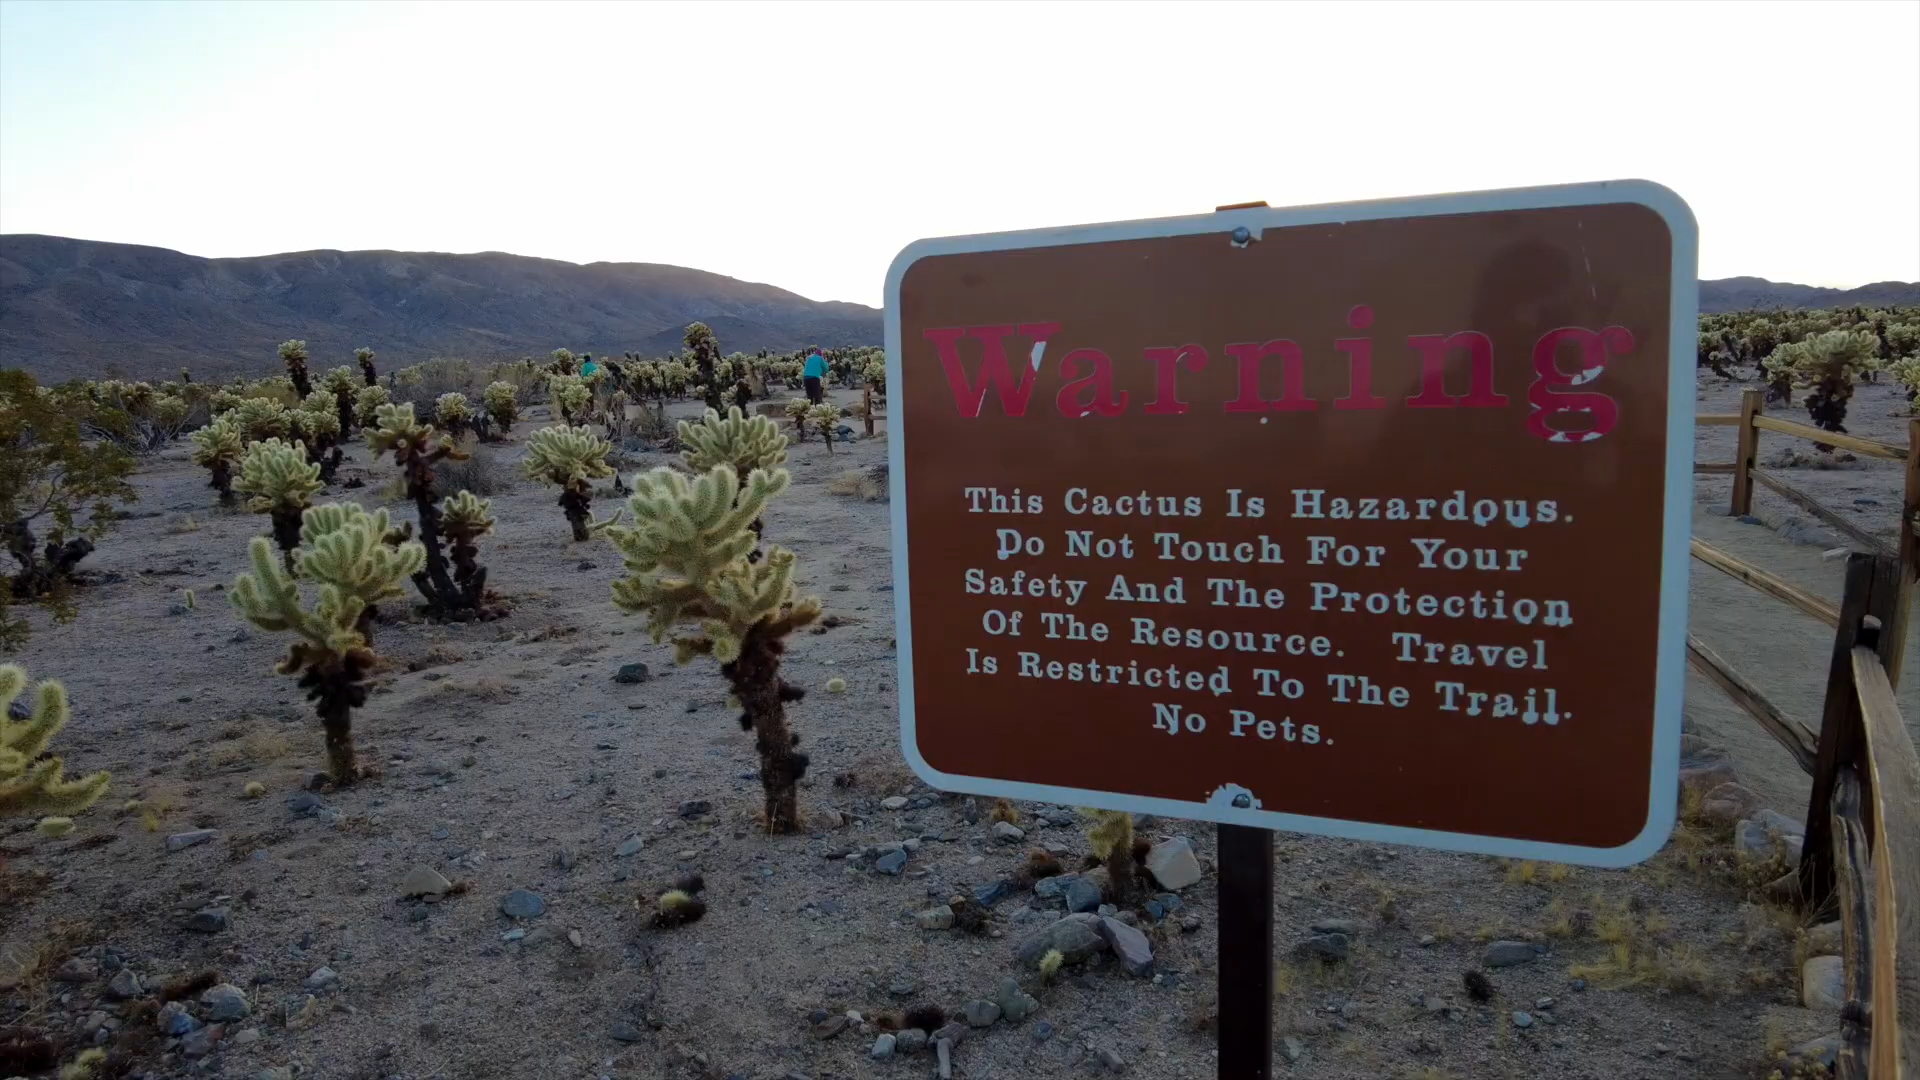 Warning
This Cactus Is Hazardous.
Do Not Touch For Your
Safety And The Protection
Of The Resource. Travel
Is Restricted To The Trail.
No Pets.